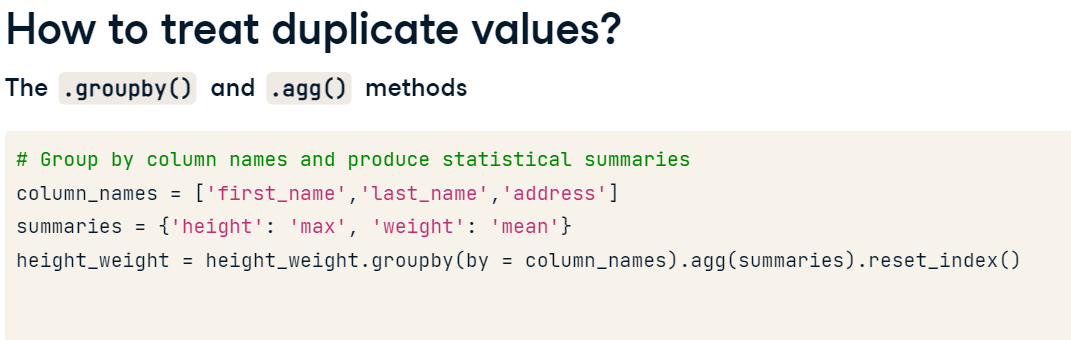 How to treat duplicate values?
The .groupby() and .agg() methods
# Group by column names and produce statistical summaries
column_names = ['first_name','last_name','address']
summaries = {'height': 'max', 'weight': 'mean'}
height_weight = height_weight.groupby(by = column_names).agg(summaries).reset_index()